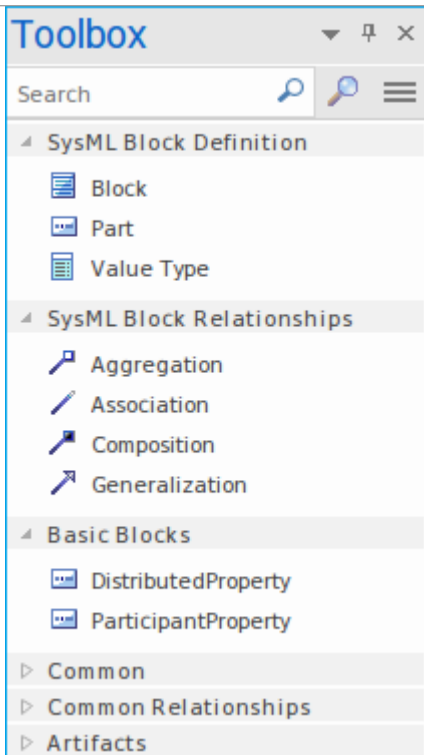 Toolbox
Search
SysML Block Definition
Block
Part
Value Type
SysML Block Relationships
Aggregation
Association
Composition
Generalization
Basic Blocks
DistributedProperty
ParticipantProperty
Common
Common Relationships
Artifacts